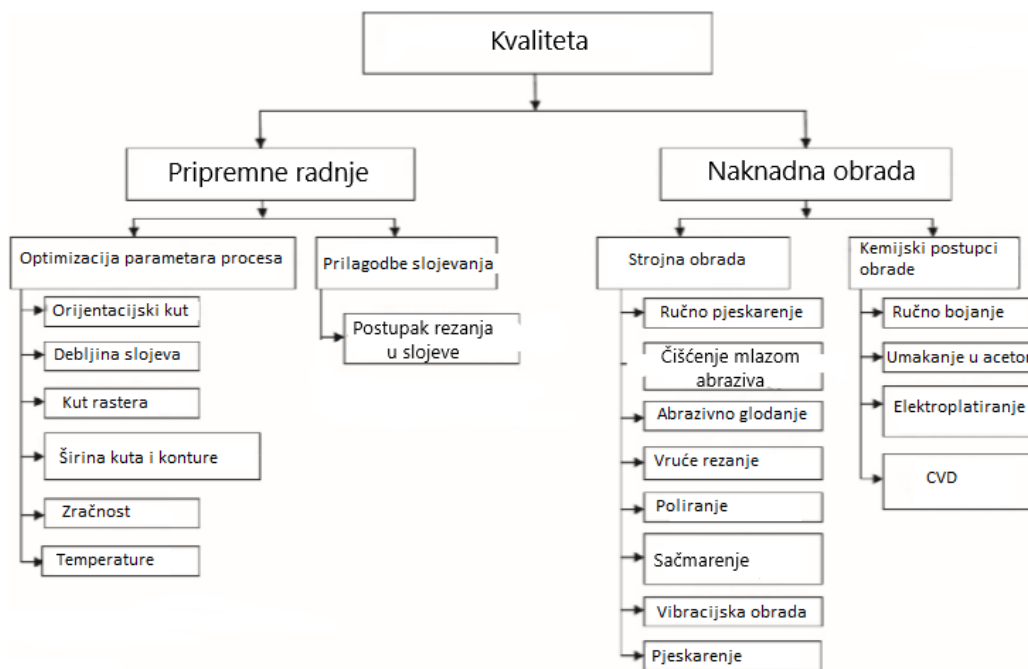 Kvaliteta
Pripremne radnje
Naknadna obrada
Optimizacija parametara procesa
Prilagodbe slojevanja
Strojna obrada
Kemijski postupci
obrade
Orijentacijski kut
Debljina slojeva
Kut rastera
Širina kuta i konture
Zračnost
Temperature
Postupak rezanja
u slojeve
Ručno pjeskarenje
Čišćenje mlazom
abraziva
Abrazivno glodanje
Vruće rezanje
Poliranje
Sačmarenje
Vibracijska obrada
Pjeskarenje
Ručno bojanje
Umakanje u aceton
Elektroplatiranje
CVD